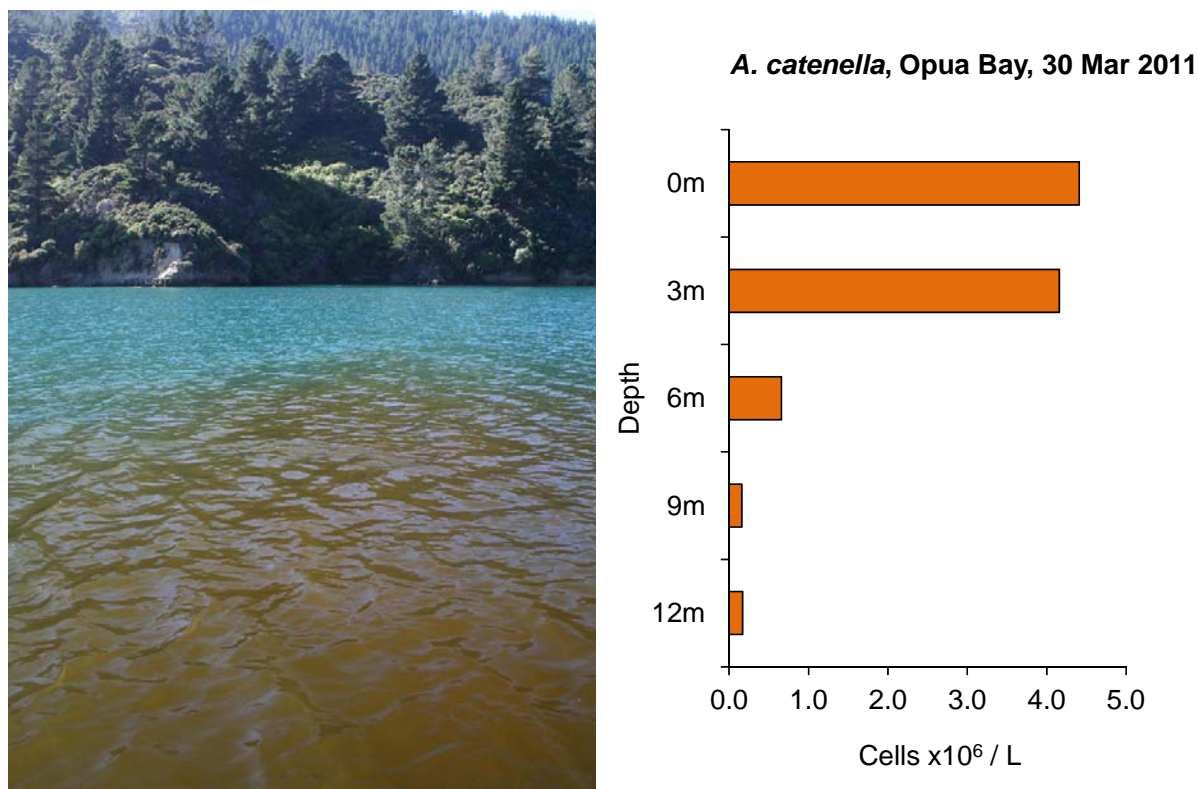 A. catenella, Opua Bay, 30 Mar 2011
0m
3m
6m
9m
12m
Depth
0.0 1.0 2.0 3.0 4.0 5.0
Cells x10⁶ / L